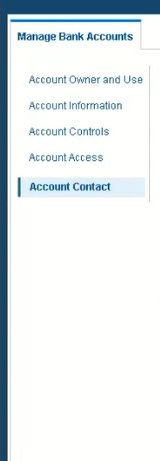 Manage Bank Accounts
Account Owner and Use
Account Information
Account Controls
Account Access
Account Contact